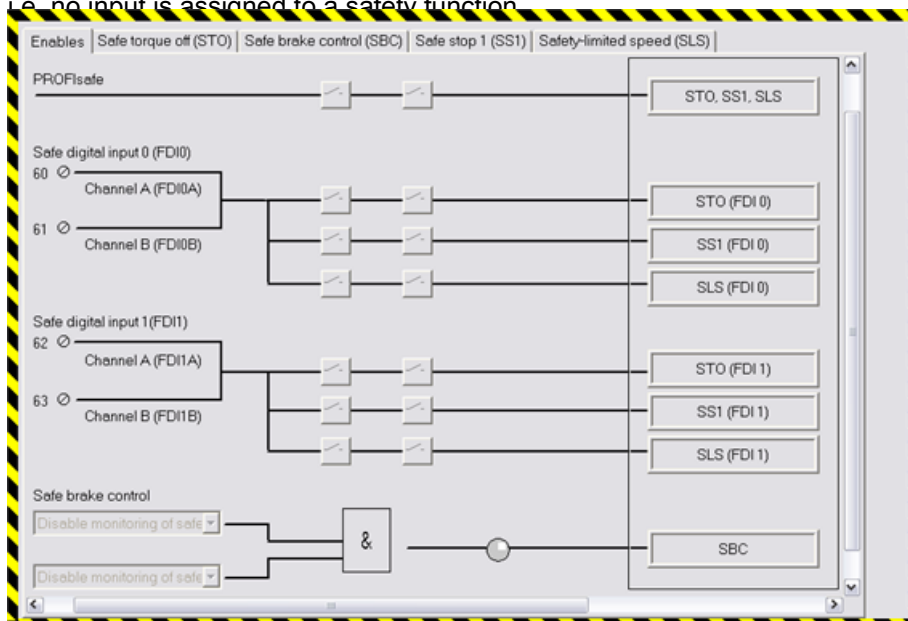 i.e. no input is assigned to a safety function
Enables Safe torque off (STO) Safe brake control (SBC) Safe stop 1 (SS1) Safety-limited speed (SLS)
PROFIsafe
STO, SS1, SLS
Safe digital input 0 (FDI0)
60
Channel A (FDI0A)
STO (FDI 0)
61
Channel B (FDI0B)
SS1 (FDI 0)
SLS (FDI 0)
Safe digital input 1(FDI1)
62
Channel A (FDI1A)
STO (FDI 1)
63
Channel B (FDI1B)
SS1 (FDI 1)
SLS (FDI 1)
Safe brake control
Disable monitoring of safe
&
SBC
Disable monitoring of safe